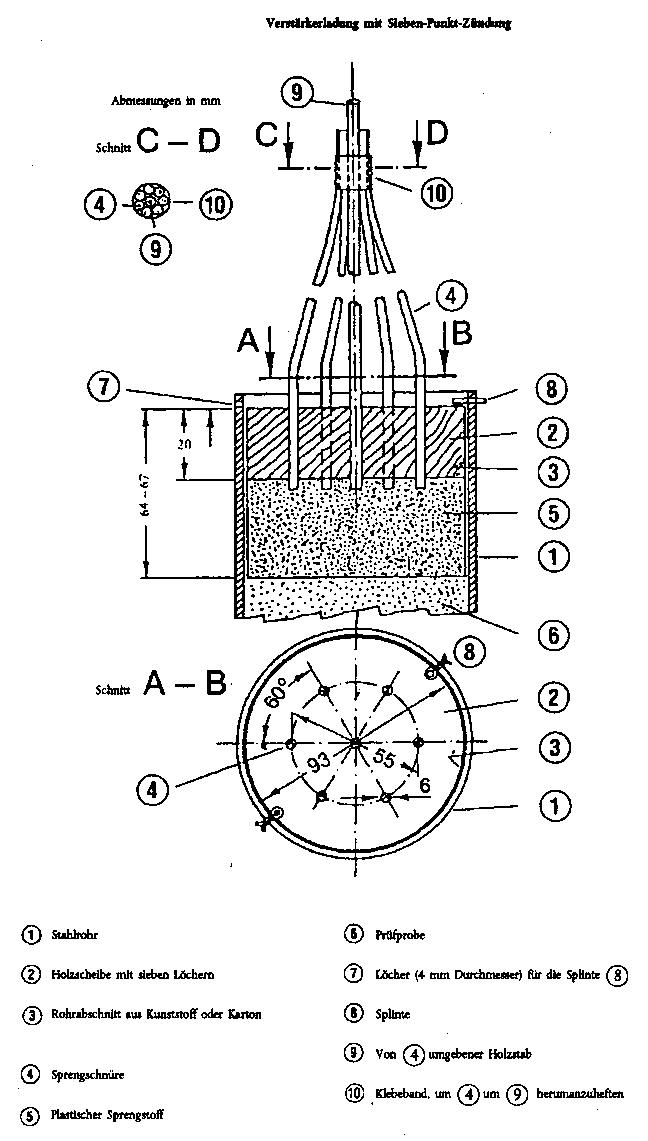 Verstärkerladung mit Sieben-Punkt-Zündung
Abmessungen in mm
Schnitt C – D
9
C D
10
4 10
9
4
A B
7 8
2
20
3
64–67
5
1
6
Schnitt A – B
8
60°
2
3
93 55
4
6
1
1 Stahlrohr
2 Holzscheibe mit sieben Löchern
3 Rohrabschnitt aus Kunststoff oder Karton
4 Sprengschnüre
5 Plastischer Sprengstoff
6 Prüfprobe
7 Löcher (4 mm Durchmesser) für die Splinte 8
8 Splinte
9 Von 4 umgebener Holzstab
10 Klebeband, um 4 um 9 herumanzuheften